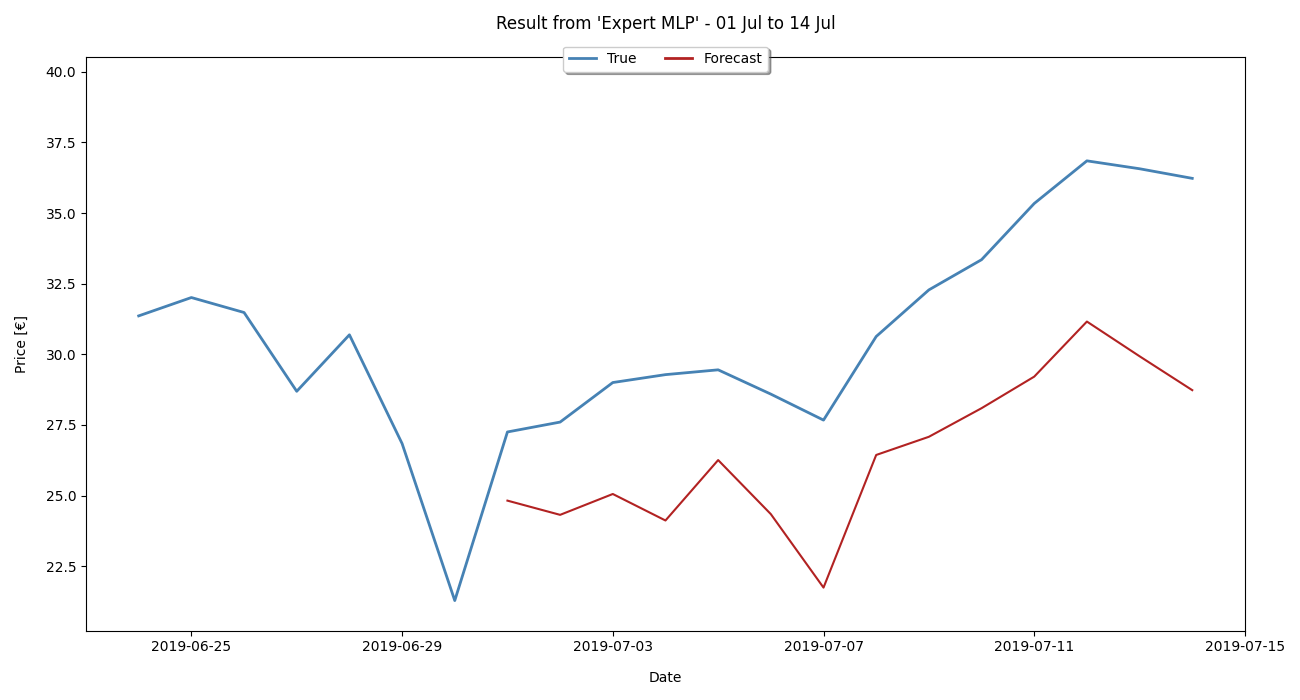 Result from 'Expert MLP' - 01 Jul to 14 Jul
True Forecast
40.0
37.5
35.0
32.5
30.0
27.5
25.0
22.5
Price [€]
2019-06-25 2019-06-29 2019-07-03 2019-07-07 2019-07-11 2019-07-15
Date